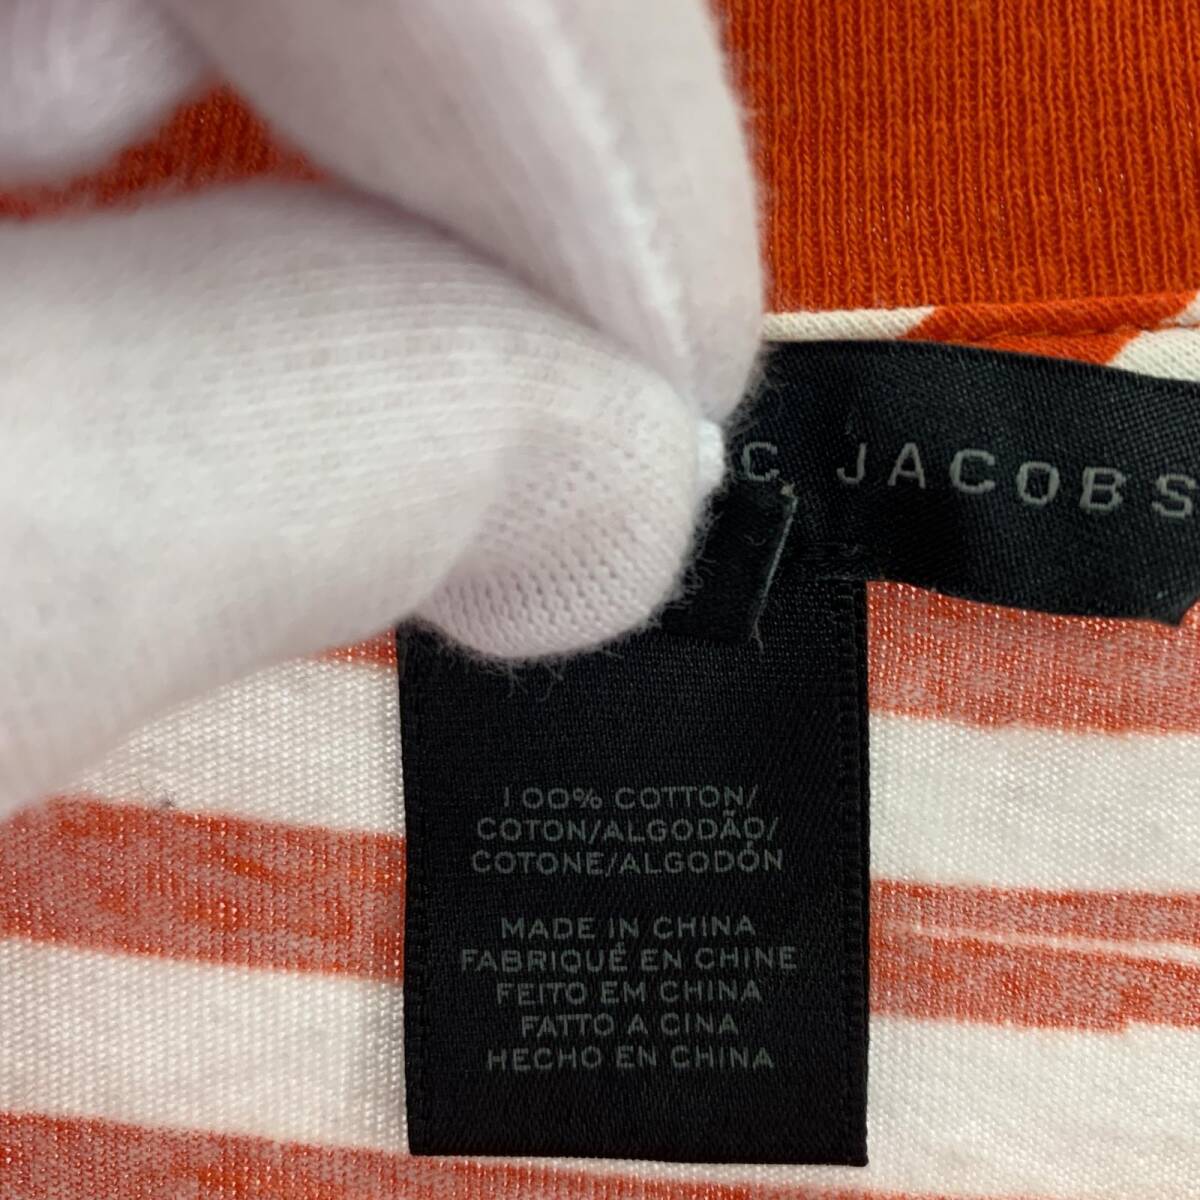 C JACOBS
100% COTTON/
COTON/ALGODÃO/
COTONE/ALGODÓN
MADE IN CHINA
FABRIQUÉ EN CHINE
FEITO EM CHINA
FATTO A CINA
HECHO EN CHINA